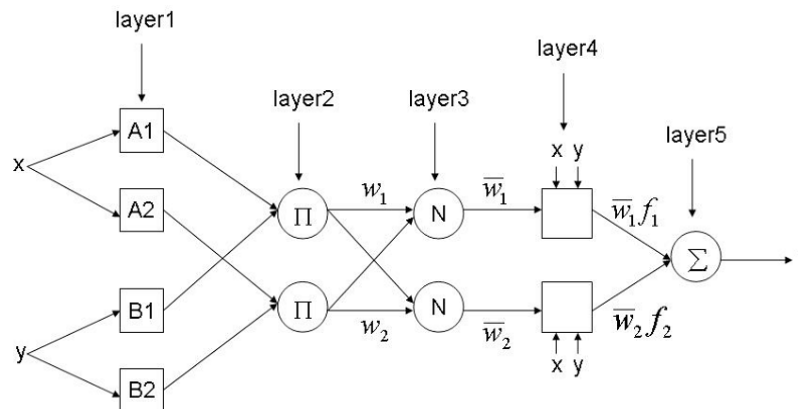 layer1
layer2
layer3
layer4
layer5
x
y
A1
A2
B1
B2
Π
Π
w₁
w₂
N
N
w̅₁
w̅₂
x y
x y
w̅₁f₁
w̅₂f₂
Σ